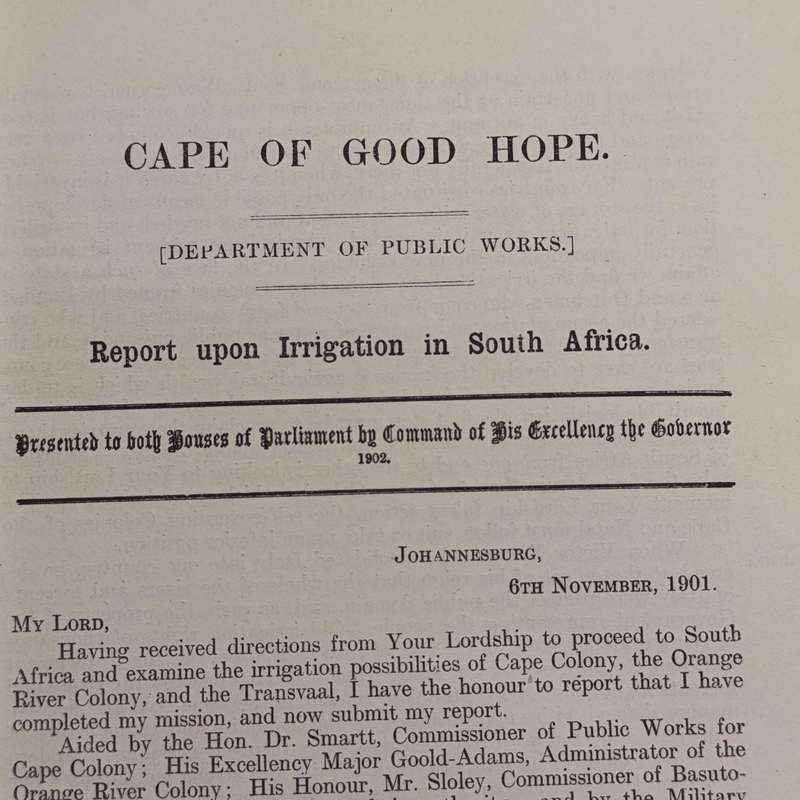 CAPE OF GOOD HOPE.
[DEPARTMENT OF PUBLIC WORKS.]
Report upon Irrigation in South Africa.
Presented to both Houses of Parliament by Command of His Excellency the Governor
1902.
JOHANNESBURG,
6TH NOVEMBER, 1901.
MY LORD,
Having received directions from Your Lordship to proceed to South
Africa and examine the irrigation possibilities of Cape Colony, the Orange
River Colony, and the Transvaal, I have the honour to report that I have
completed my mission, and now submit my report.
Aided by the Hon. Dr. Smartt, Commissioner of Public Works for
Cape Colony; His Excellency Major Goold-Adams, Administrator of the
Orange River Colony; His Honour, Mr. Sloley, Commissioner of Basuto-
and by the Military